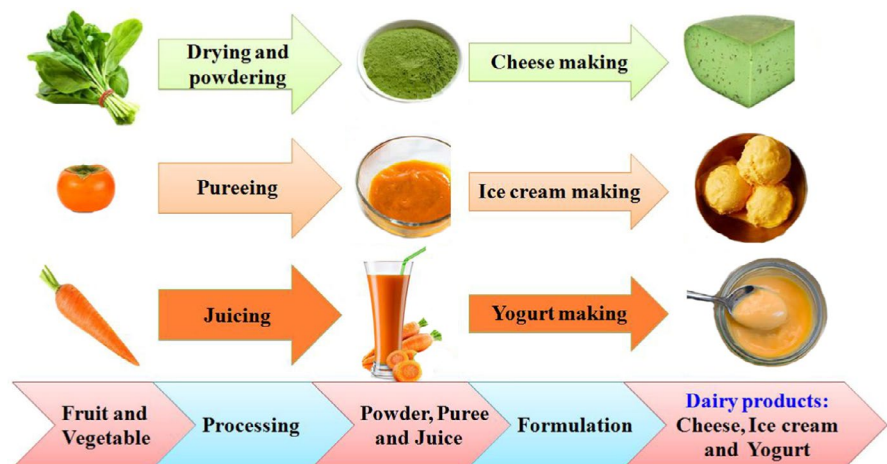 Drying and
powdering
Cheese making
Pureeing
Ice cream making
Juicing
Yogurt making
Fruit and
Vegetable
Processing
Powder, Puree
and Juice
Formulation
Dairy products:
Cheese, Ice cream
and Yogurt